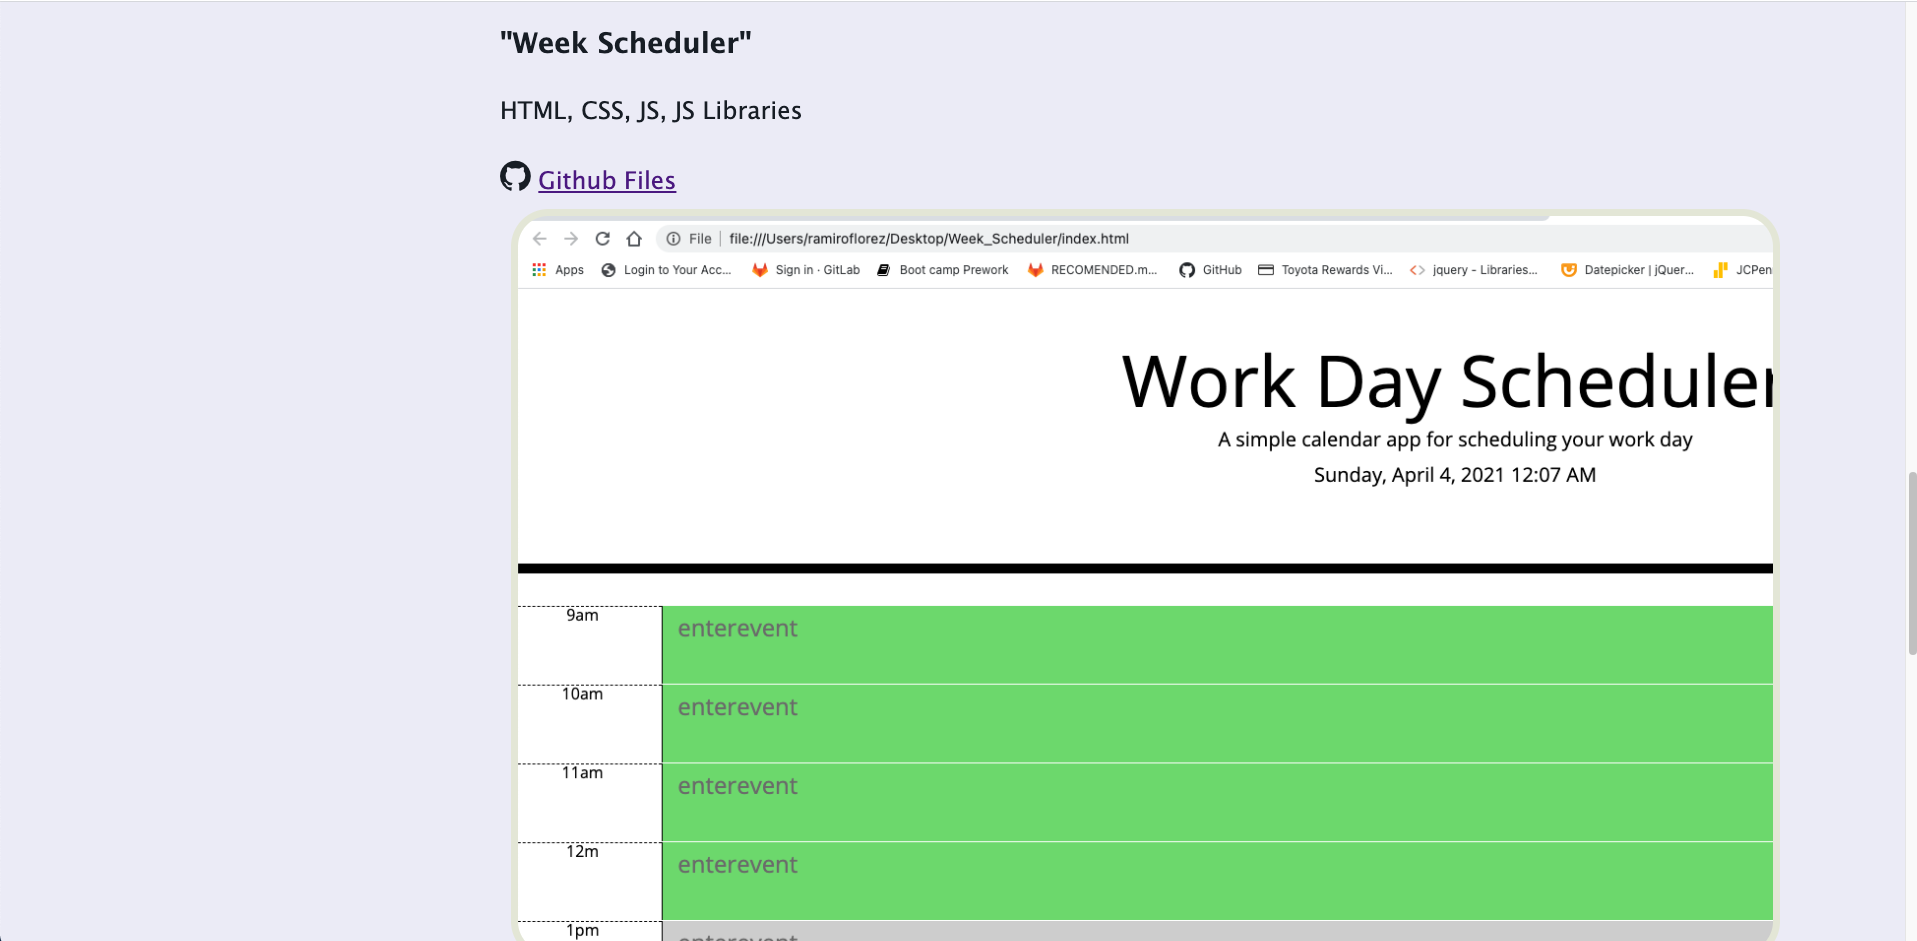 "Week Scheduler"
HTML, CSS, JS, JS Libraries
Github Files
File | file:///Users/ramiroflorez/Desktop/Week_Scheduler/index.html
Apps Login to Your Acc... Sign in · GitLab Boot camp Prework RECOMENDED.m... GitHub Toyota Rewards Vi... jquery - Libraries... Datepicker | jQuer... JCPen
Work Day Scheduler
A simple calendar app for scheduling your work day
Sunday, April 4, 2021 12:07 AM
9am enterevent
10am enterevent
11am enterevent
12m enterevent
1pm enterevent